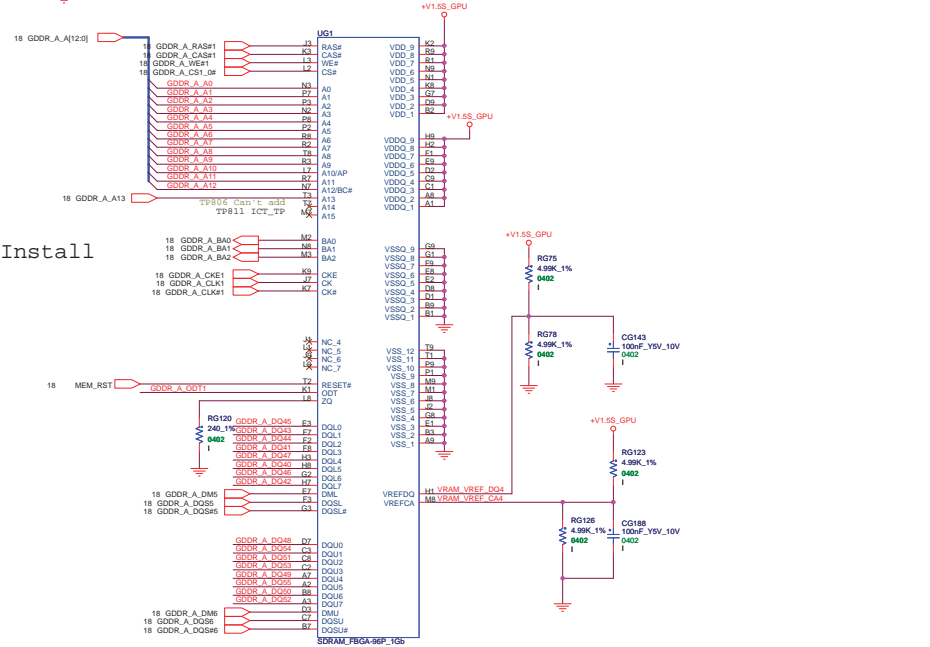 +V1.5S_GPU
UG1
18 GDDR_A_A[12:0]
18 GDDR_A_RAS#1 J3 RAS# VDD_9 K2
18 GDDR_A_CAS#1 K3 CAS# VDD_8 R9
18 GDDR_A_WE#1 L3 WE# VDD_7 R1
18 GDDR_A_CS1_0# L2 CS# VDD_6 N9
VDD_5 N1
GDDR_A_A0 N3 A0 VDD_4 K8
GDDR_A_A1 P7 A1 VDD_3 G7
GDDR_A_A2 P3 A2 VDD_2 D9
GDDR_A_A3 N2 A3 VDD_1 B2
GDDR_A_A4 P8 A4
+V1.5S_GPU
GDDR_A_A5 P2 A5
GDDR_A_A6 R8 A6 VDDQ_9 H9
GDDR_A_A7 R2 A7 VDDQ_8 H2
GDDR_A_A8 T8 A8 VDDQ_7 F1
GDDR_A_A9 R3 A9 VDDQ_6 E9
GDDR_A_A10 L7 A10/AP VDDQ_5 D2
GDDR_A_A11 R7 A11 VDDQ_4 C9
GDDR_A_A12 N7 A12/BC# VDDQ_3 C1
18 GDDR_A_A13 T3 A13 VDDQ_2 A8
TP806 Can't add T7 A14 VDDQ_1 A1
TP811 ICT_TP M7 A15
Install
18 GDDR_A_BA0 M2 BA0
18 GDDR_A_BA1 N8 BA1 VSSQ_9 G9
18 GDDR_A_BA2 M3 BA2 VSSQ_8 G1
VSSQ_7 F9
18 GDDR_A_CKE1 K9 CKE VSSQ_6 E8
18 GDDR_A_CLK1 J7 CK VSSQ_5 E2
18 GDDR_A_CLK#1 K7 CK# VSSQ_4 D8
VSSQ_3 D1
VSSQ_2 B9
VSSQ_1 B1
+V1.5S_GPU
RG75
4.99K_1%
0402
I
RG78
4.99K_1%
0402
I
CG143
100nF_Y5V_10V
0402
I
NC_4
NC_5 VSS_12 T9
NC_6 VSS_11 T1
NC_7 VSS_10 P9
VSS_9 P1
18 MEM_RST T2 RESET# VSS_8 M9
GDDR_A_ODT1 K1 ODT VSS_7 M1
L8 ZQ VSS_6 J8
VSS_5 J2
VSS_4 G8
VSS_3 E1
VSS_2 B3
VSS_1 A9
RG120
240_1%
0402
I
GDDR_A_DQ45 E3 DQL0
GDDR_A_DQ43 F7 DQL1
GDDR_A_DQ44 F2 DQL2
GDDR_A_DQ41 F8 DQL3
GDDR_A_DQ47 H3 DQL4
GDDR_A_DQ40 H8 DQL5
GDDR_A_DQ46 G2 DQL6
GDDR_A_DQ42 H7 DQL7
18 GDDR_A_DM5 E7 DML VREFDQ H1 VRAM_VREF_DQ4
18 GDDR_A_DQS5 F3 DQSL VREFCA M8 VRAM_VREF_CA4
18 GDDR_A_DQS#5 G3 DQSL#
+V1.5S_GPU
RG123
4.99K_1%
0402
I
RG126
4.99K_1%
0402
I
CG188
100nF_Y5V_10V
0402
I
GDDR_A_DQ48 D7 DQU0
GDDR_A_DQ54 C3 DQU1
GDDR_A_DQ51 C8 DQU2
GDDR_A_DQ53 C2 DQU3
GDDR_A_DQ49 A7 DQU4
GDDR_A_DQ55 A2 DQU5
GDDR_A_DQ50 B8 DQU6
GDDR_A_DQ52 A3 DQU7
18 GDDR_A_DM6 D3 DMU
18 GDDR_A_DQS6 C7 DQSU
18 GDDR_A_DQS#6 B7 DQSU#
SDRAM_FBGA-96P_1Gb